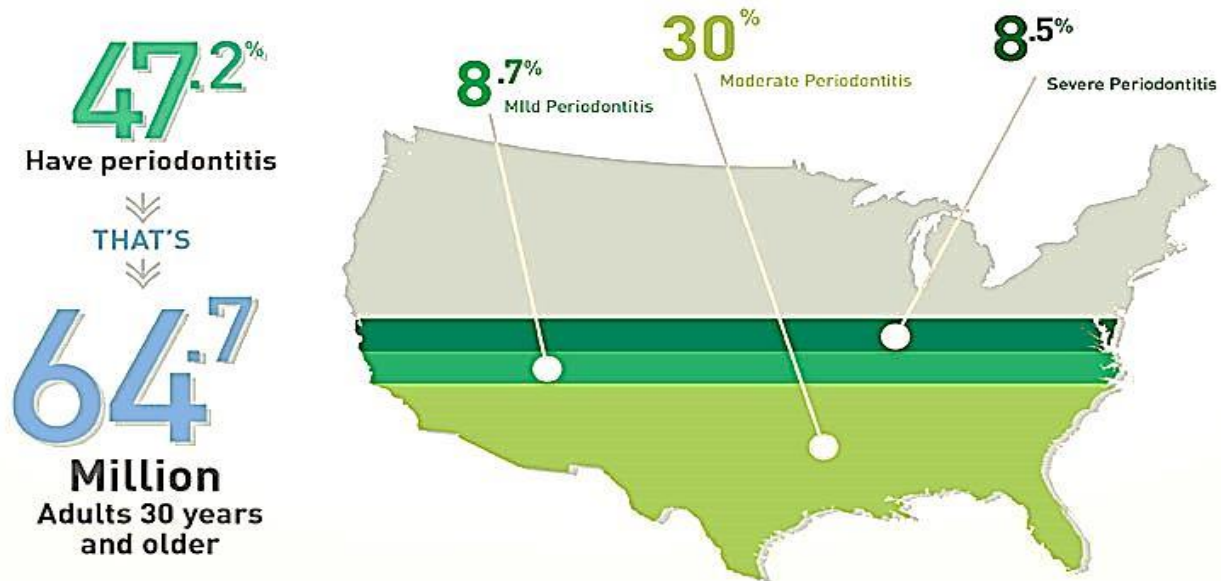 47.2%
Have periodontitis
THAT'S
64.7
Million
Adults 30 years
and older
8.7%
MIld Periodontitis
30%
Moderate Periodontitis
8.5%
Severe Periodontitis